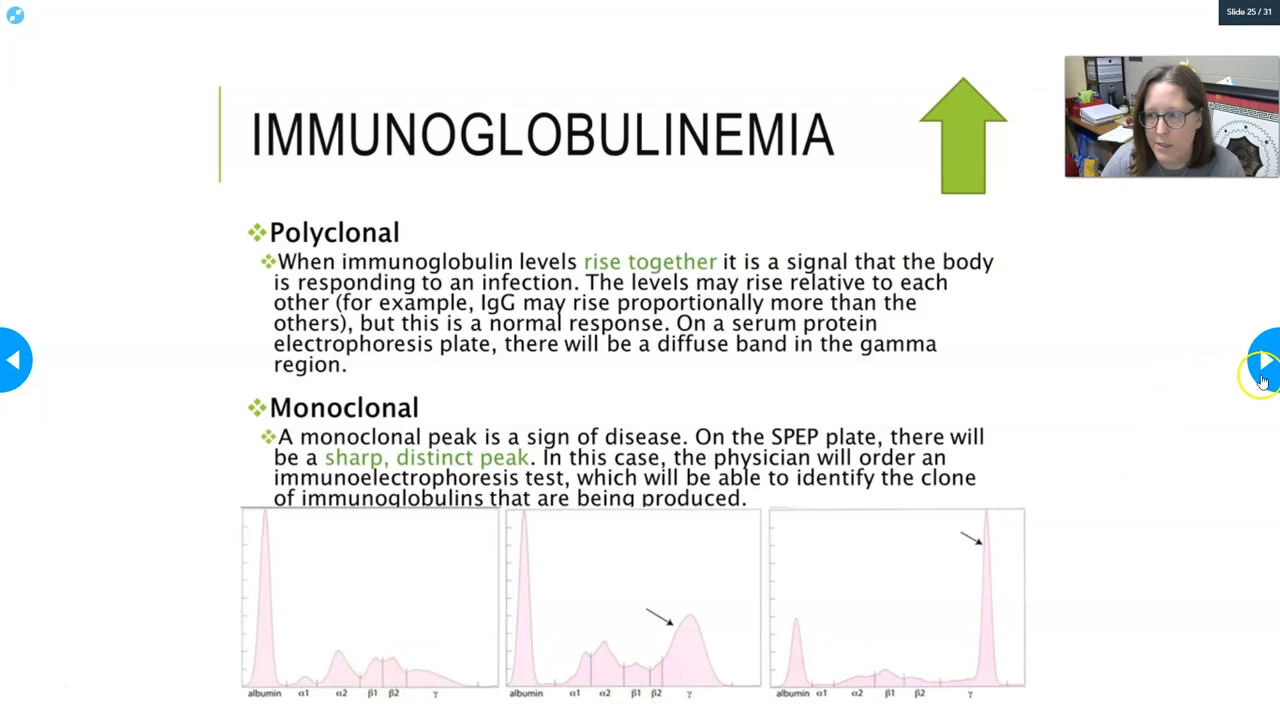 Slide 25 / 31
IMMUNOGLOBULINEMIA
Polyclonal
When immunoglobulin levels rise together it is a signal that the body
is responding to an infection. The levels may rise relative to each
other (for example, IgG may rise proportionally more than the
others), but this is a normal response. On a serum protein
electrophoresis plate, there will be a diffuse band in the gamma
region.
Monoclonal
A monoclonal peak is a sign of disease. On the SPEP plate, there will
be a sharp, distinct peak. In this case, the physician will order an
immunoelectrophoresis test, which will be able to identify the clone
of immunoglobulins that are being produced.
albumin α1 α2 β1 β2 γ
albumin α1 α2 β1 β2 γ
albumin α1 α2 β1 β2 γ